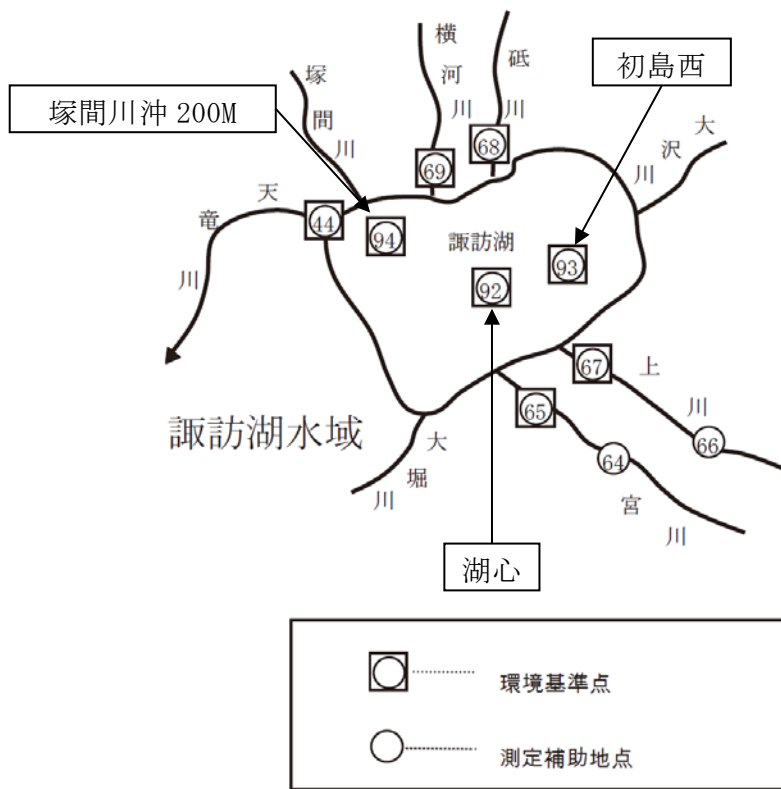 横河川
砥川
初島西
塚間川
大沢川
塚間川沖 200M
69
68
天竜川
44
94
諏訪湖
93
92
67
上川
65
66
諏訪湖水域
大堀川
64
宮川
湖心
環境基準点
測定補助地点